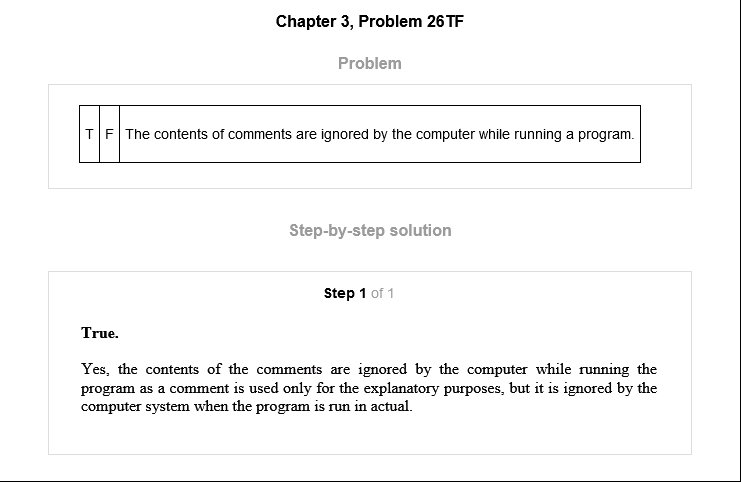 Chapter 3, Problem 26TF
Problem
T F The contents of comments are ignored by the computer while running a program.
Step-by-step solution
Step 1 of 1
True.
Yes, the contents of the comments are ignored by the computer while running the
program as a comment is used only for the explanatory purposes, but it is ignored by the
computer system when the program is run in actual.